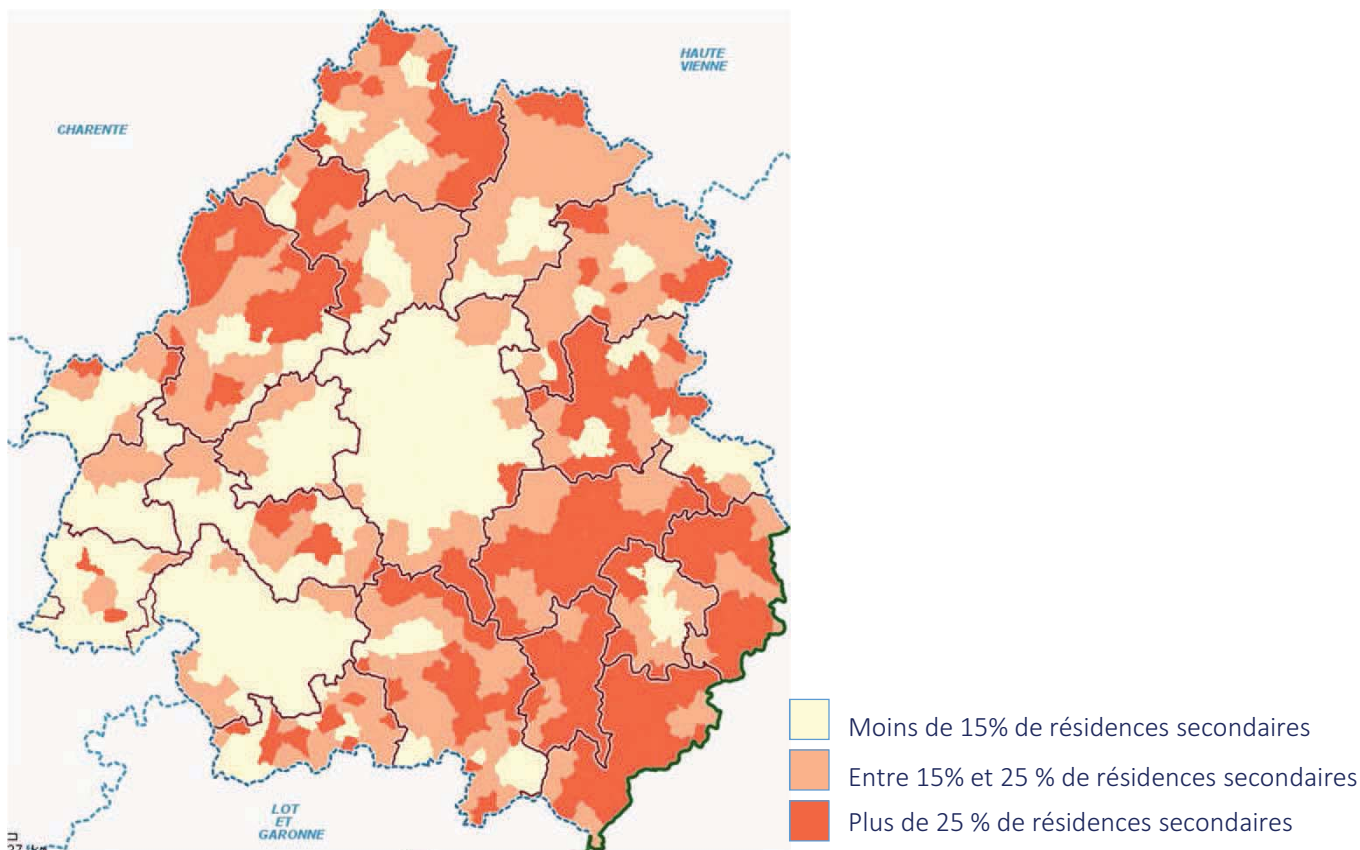 HAUTE
VIENNE
CHARENTE
Moins de 15% de résidences secondaires
Entre 15% et 25 % de résidences secondaires
Plus de 25 % de résidences secondaires
LOT
ET
GARONNE